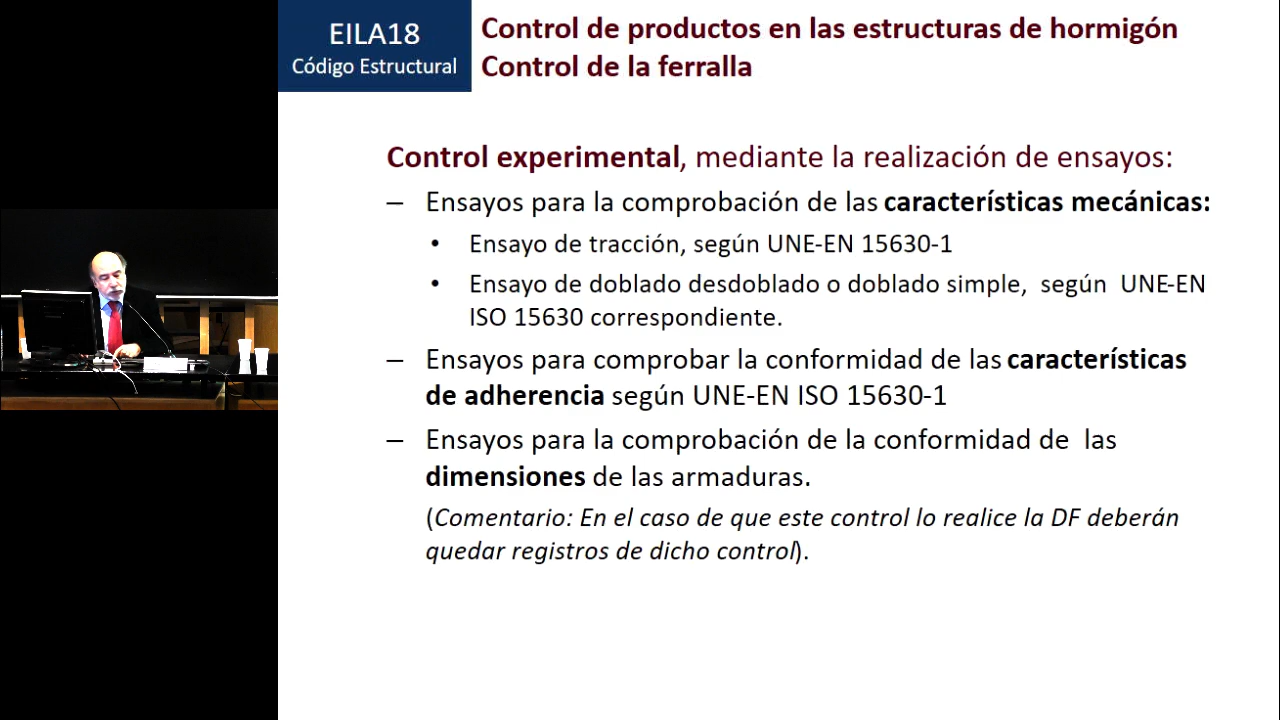 EILA18
Código Estructural
Control de productos en las estructuras de hormigón
Control de la ferralla
Control experimental, mediante la realización de ensayos:
– Ensayos para la comprobación de las características mecánicas:
• Ensayo de tracción, según UNE-EN 15630-1
• Ensayo de doblado desdoblado o doblado simple, según UNE-EN
ISO 15630 correspondiente.
– Ensayos para comprobar la conformidad de las características
de adherencia según UNE-EN ISO 15630-1
– Ensayos para la comprobación de la conformidad de las
dimensiones de las armaduras.
(Comentario: En el caso de que este control lo realice la DF deberán
quedar registros de dicho control).